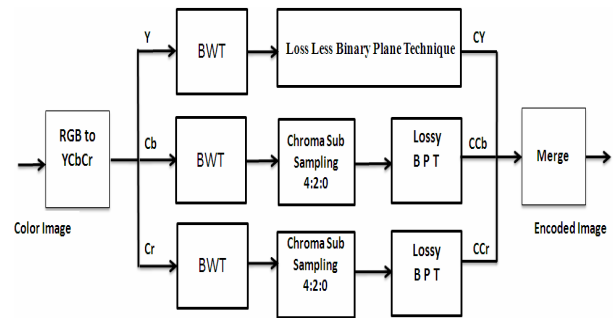 Y
BWT
Loss Less Binary Plane Technique
CY
RGB to
YCbCr
Color Image
Cb
BWT
Chroma Sub
Sampling
4:2:0
Lossy
B P T
CCb
Merge
Encoded Image
Cr
BWT
Chroma Sub
Sampling
4:2:0
Lossy
B P T
CCr